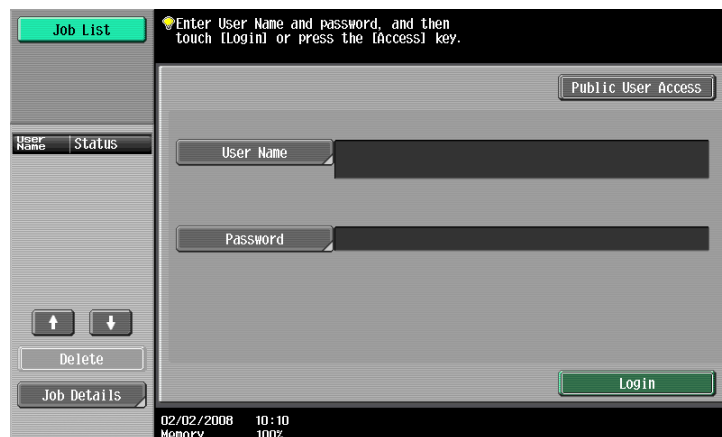 Job List
Enter User Name and password, and then
touch [Login] or press the [Access] key.
Public User Access
User Name
Status
User Name
Password
Delete
Job Details
Login
02/02/2008 10:10
Memory 100%